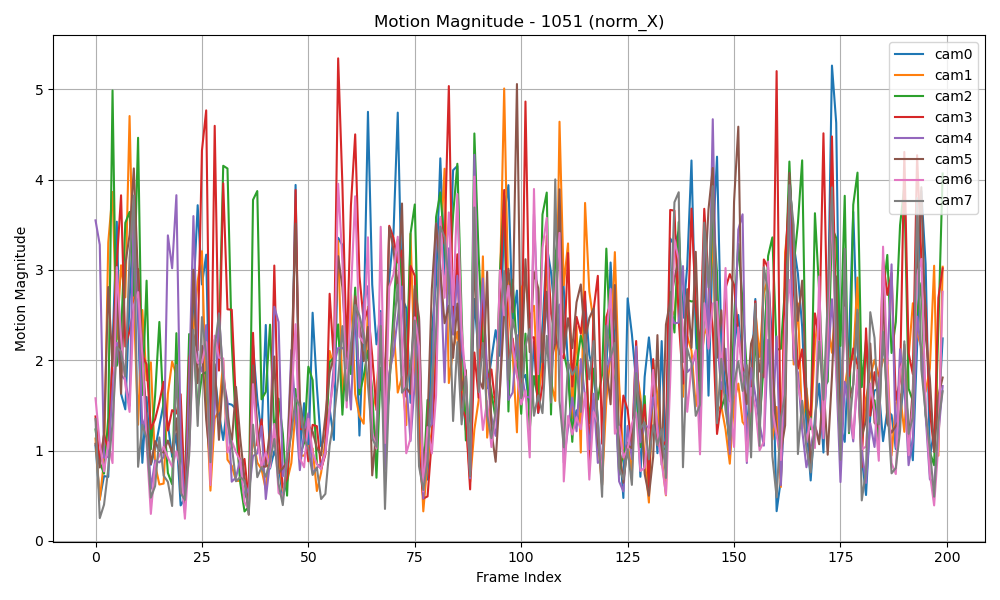 Motion Magnitude - 1051 (norm_X)
Motion Magnitude
5
4
3
2
1
0
cam0
cam1
cam2
cam3
cam4
cam5
cam6
cam7
0 25 50 75 100 125 150 175 200
Frame Index